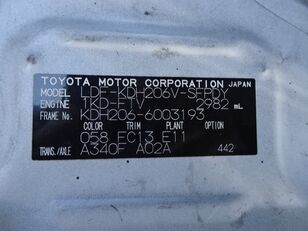 TOYOTA MOTOR CORPORATION JAPAN
MODEL LDF-KDH206V-SFPDY
ENGINE 1KD-FTV 2982 mL
FRAME No. KDH206-6003193
COLOR TRIM PLANT
058 FC13 E11
TRANS./AXLE A340F A02A 442